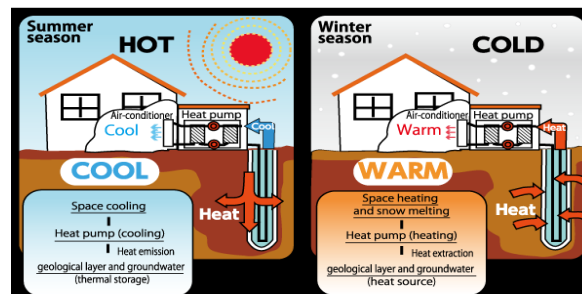 Summer
season
HOT
Air-conditioner
Cool
Heat pump
Cool
COOL
Heat
Space cooling
Heat pump (cooling)
Heat emission
geological layer and groundwater
(thermal storage)
Winter
season
COLD
Air-conditioner
Warm
Heat pump
Heat
WARM
Heat
Space heating
and snow melting
Heat pump (heating)
Heat extraction
geological layer and groundwater
(heat source)